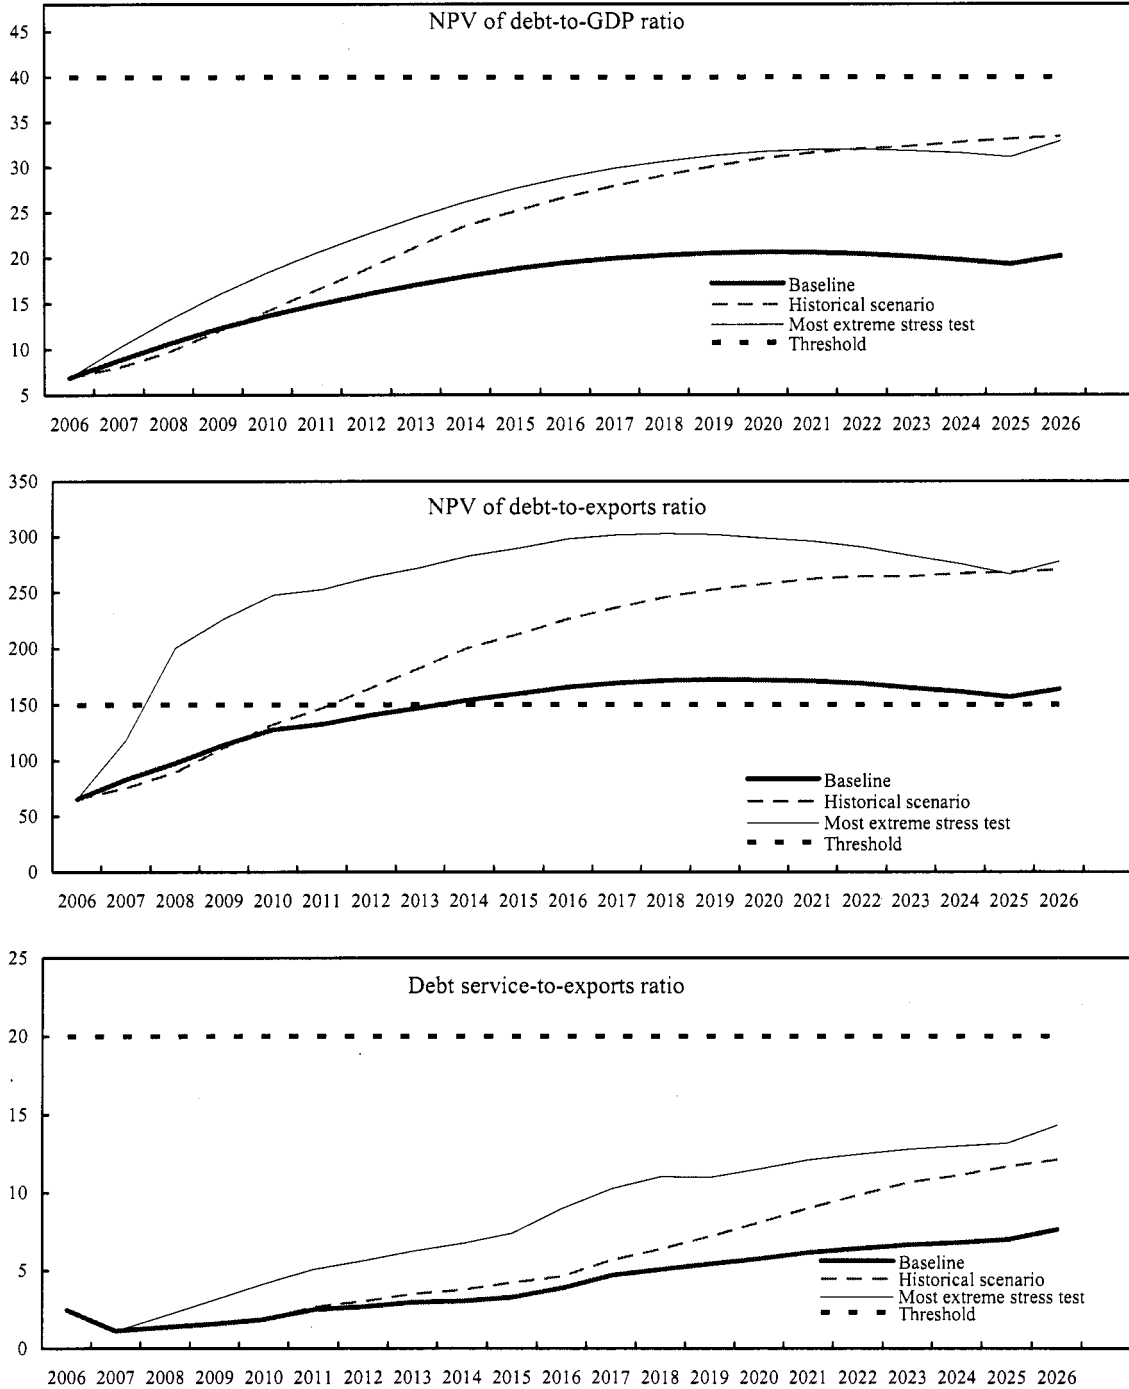 NPV of debt-to-GDP ratio
45
40
35
30
25
20
15
10
5
Baseline
Historical scenario
Most extreme stress test
Threshold
2006 2007 2008 2009 2010 2011 2012 2013 2014 2015 2016 2017 2018 2019 2020 2021 2022 2023 2024 2025 2026
NPV of debt-to-exports ratio
350
300
250
200
150
100
50
0
Baseline
Historical scenario
Most extreme stress test
Threshold
2006 2007 2008 2009 2010 2011 2012 2013 2014 2015 2016 2017 2018 2019 2020 2021 2022 2023 2024 2025 2026
Debt service-to-exports ratio
25
20
15
10
5
0
Baseline
Historical scenario
Most extreme stress test
Threshold
2006 2007 2008 2009 2010 2011 2012 2013 2014 2015 2016 2017 2018 2019 2020 2021 2022 2023 2024 2025 2026